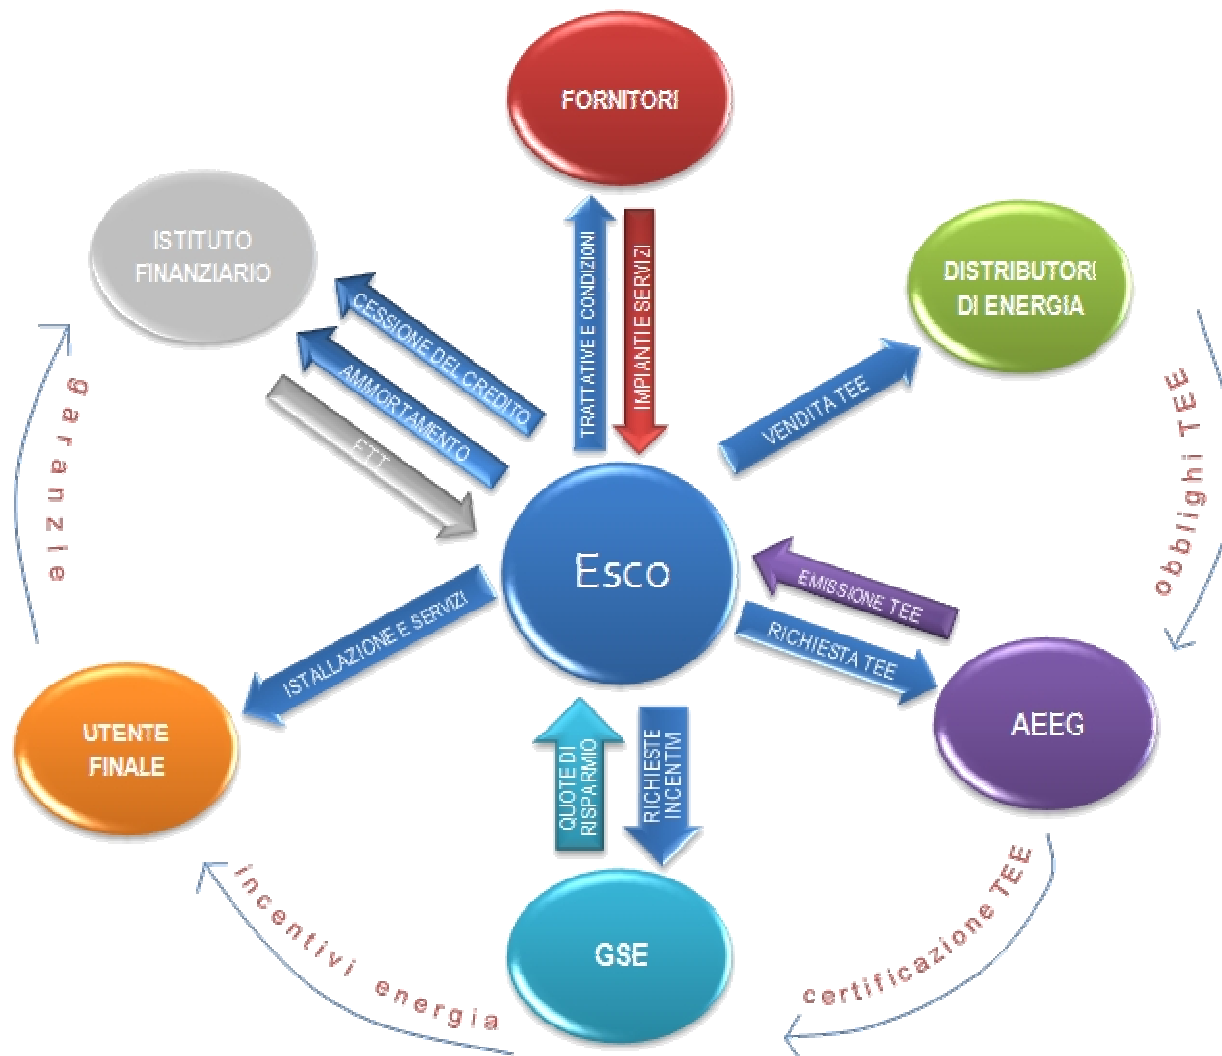 FORNITORI
ISTITUTO
FINANZIARIO
DISTRIBUTORI
DI ENERGIA
TRATTATIVE E CONDIZIONI
IMPIANTI E SERVIZI
CESSIONE DEL CREDITO
AMMORTAMENTO
FTT
VENDITA TEE
garanzie
obblighi TEE
Esco
EMISSIONE TEE
RICHIESTA TEE
ISTALLAZIONE E SERVIZI
UTENTE
FINALE
AEEG
QUOTE DI
RISPARMIO
RICHIESTE
INCENTIVI
GSE
incentivi energia
certificazione TEE